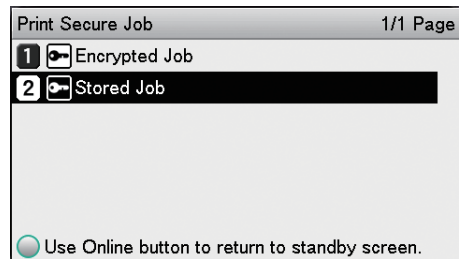 Print Secure Job 1/1 Page
1 Encrypted Job
2 Stored Job
Use Online button to return to standby screen.